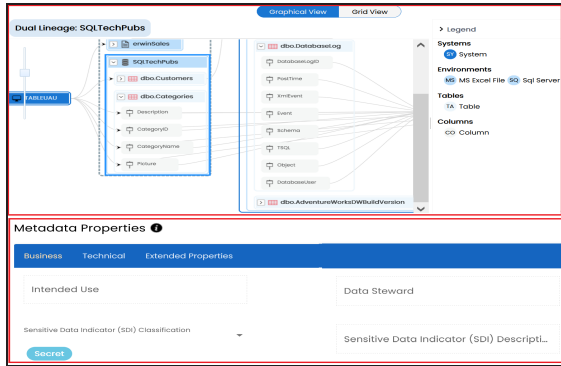 Graphical View
Grid View
Dual Lineage: SQLTechPubs
> Legend
Systems
SY System
Environments
MS MS Excel File SQ Sql Server
Tables
TA Table
Columns
CO Column
TABLEUAU
erwinSales
SQLTechPubs
dbo.Customers
dbo.Categories
Description
CategoryID
CategoryName
Picture
dbo.DatabaseLog
DatabaseLogID
PostTime
XmlEvent
Event
Schema
TSQL
Object
DatabaseUser
dbo.AdventureWorksDWBuildVersion
Metadata Properties i
Business Technical Extended Properties
Intended Use
Data Steward
Sensitive Data Indicator (SDI) Classification
Secret
Sensitive Data Indicator (SDI) Descripti...